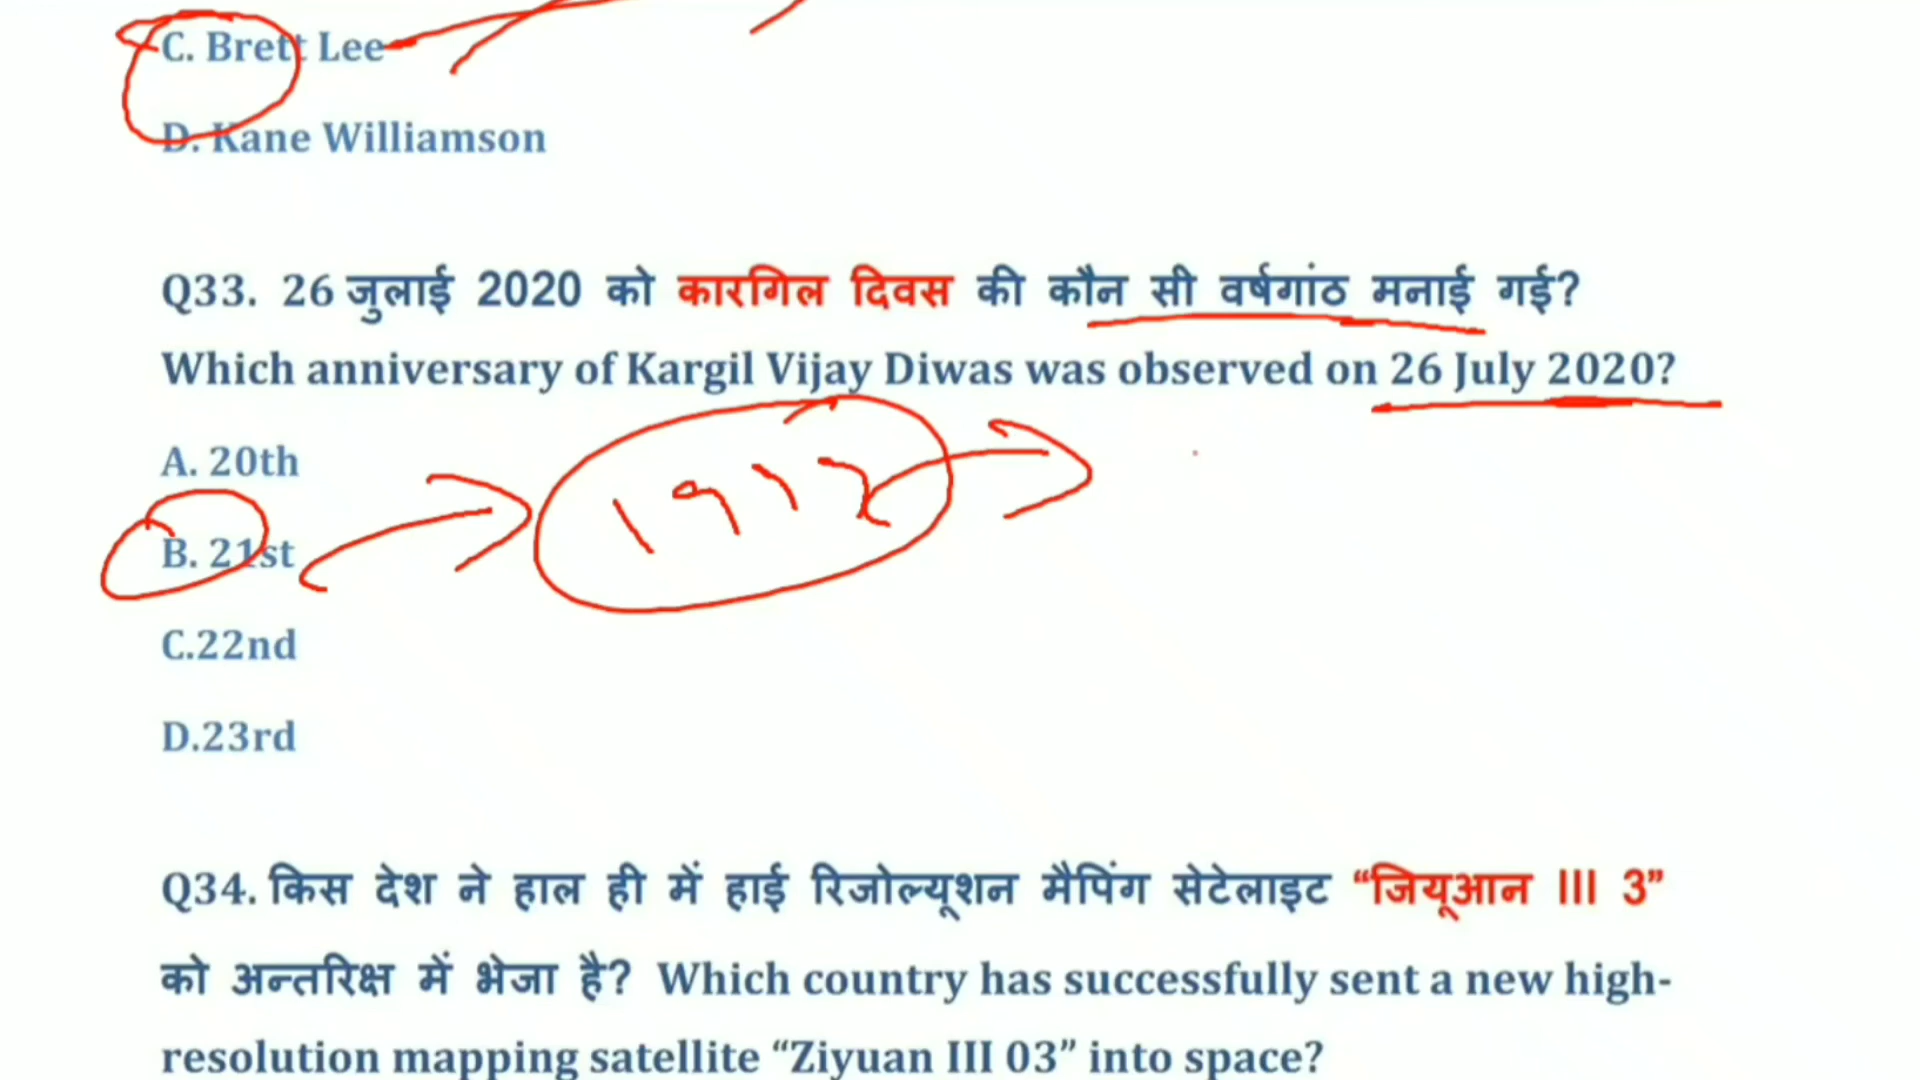 C. Brett Lee
D. Kane Williamson
Q33. 26 जुलाई 2020 को कारगिल दिवस की कौन सी वर्षगांठ मनाई गई?
Which anniversary of Kargil Vijay Diwas was observed on 26 July 2020?
A. 20th
B. 21st
C.22nd
D.23rd
Q34. किस देश ने हाल ही में हाई रिजोल्यूशन मैपिंग सेटेलाइट “जियूआन III 3”
को अन्तरिक्ष में भेजा है? Which country has successfully sent a new high-
resolution mapping satellite “Ziyuan III 03” into space?